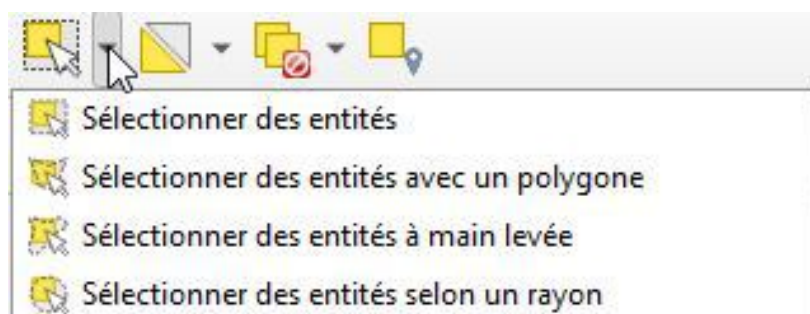 Sélectionner des entités
Sélectionner des entités avec un polygone
Sélectionner des entités à main levée
Sélectionner des entités selon un rayon